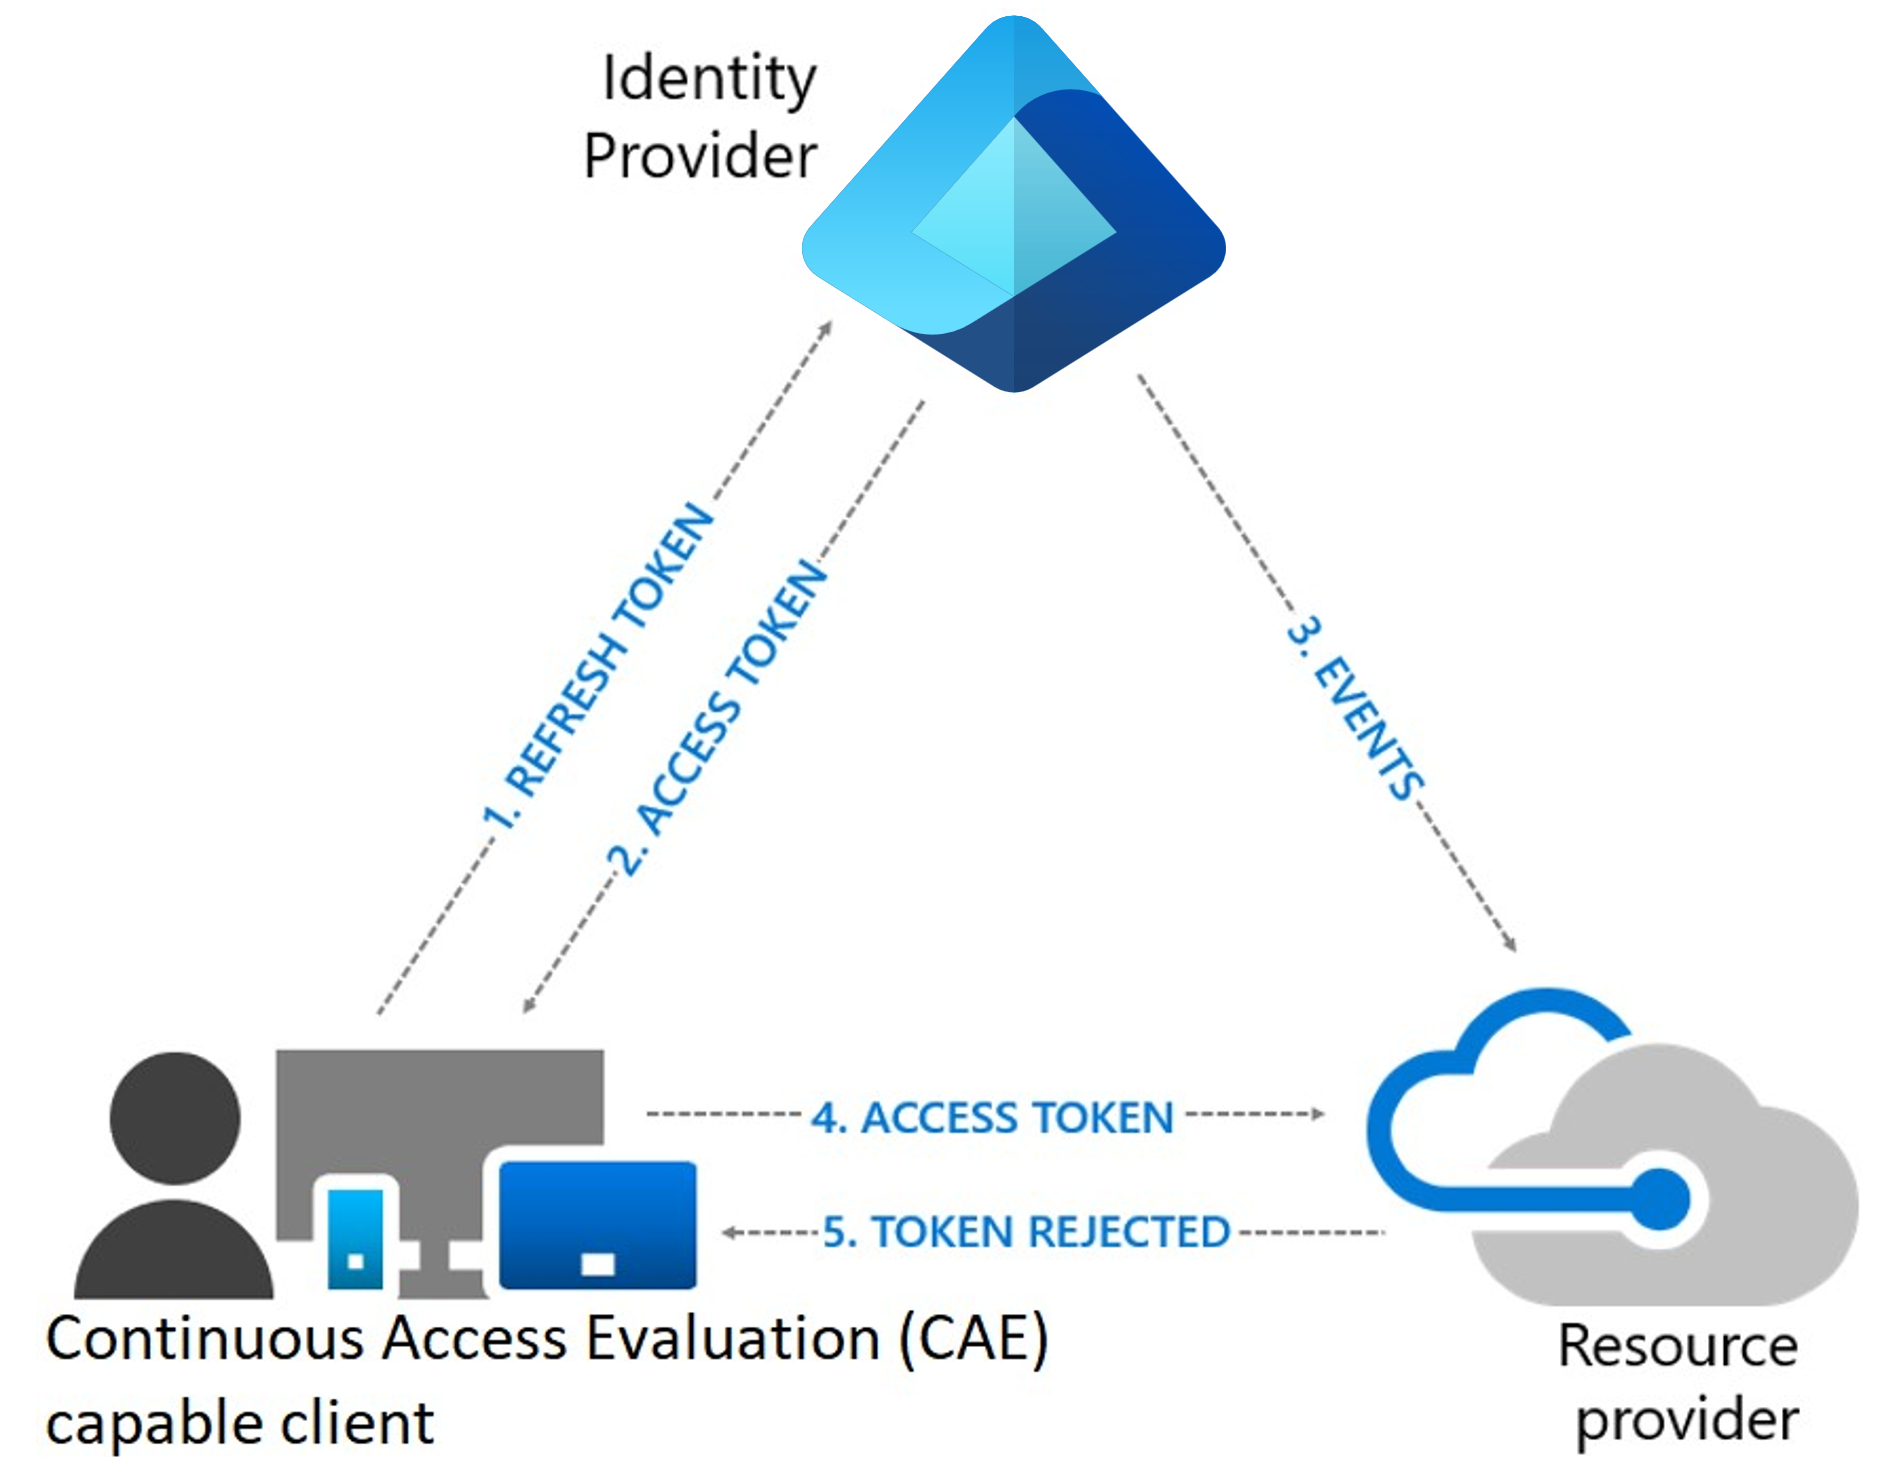 Identity
Provider
1. REFRESH TOKEN
2. ACCESS TOKEN
3. EVENTS
4. ACCESS TOKEN
5. TOKEN REJECTED
Continuous Access Evaluation (CAE)
capable client
Resource
provider